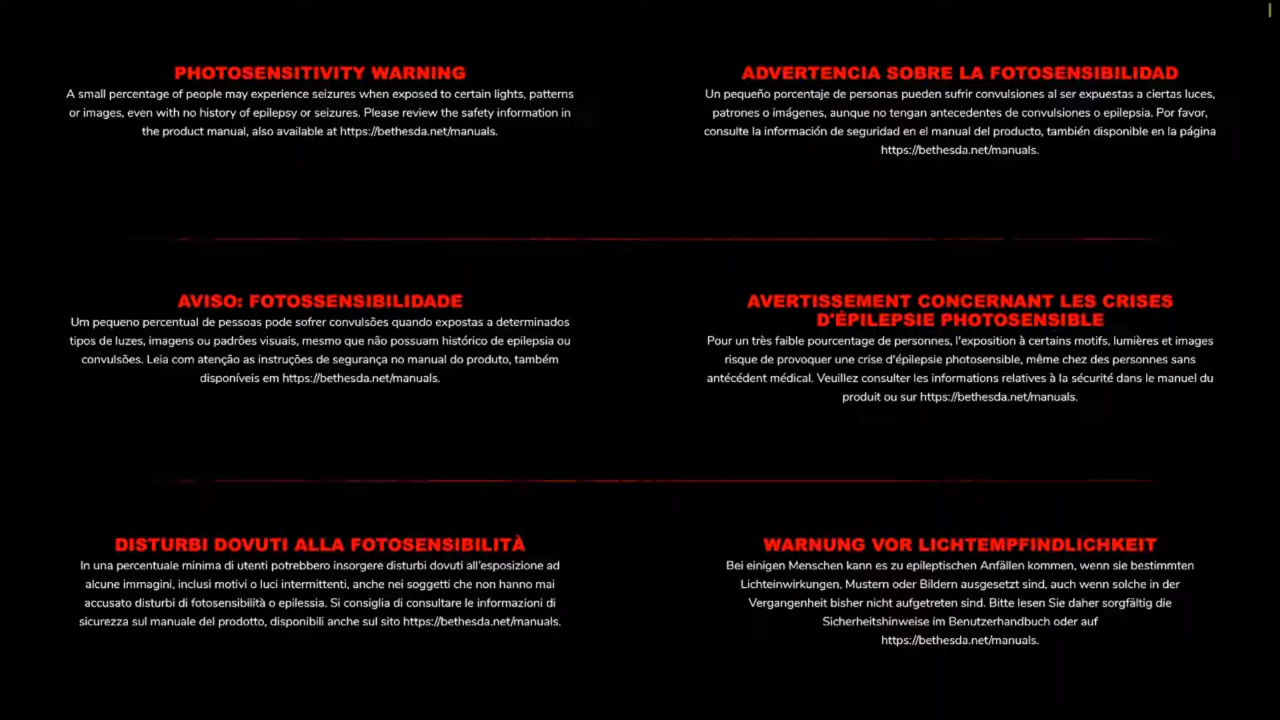 PHOTOSENSITIVITY WARNING
A small percentage of people may experience seizures when exposed to certain lights, patterns
or images, even with no history of epilepsy or seizures. Please review the safety information in
the product manual, also available at https://bethesda.net/manuals.
ADVERTENCIA SOBRE LA FOTOSENSIBILIDAD
Un pequeño porcentaje de personas pueden sufrir convulsiones al ser expuestas a ciertas luces,
patrones o imágenes, aunque no tengan antecedentes de convulsiones o epilepsia. Por favor,
consulte la información de seguridad en el manual del producto, también disponible en la página
https://bethesda.net/manuals.
AVISO: FOTOSSENSIBILIDADE
Um pequeno percentual de pessoas pode sofrer convulsões quando expostas a determinados
tipos de luzes, imagens ou padrões visuais, mesmo que não possuam histórico de epilepsia ou
convulsões. Leia com atenção as instruções de segurança no manual do produto, também
disponíveis em https://bethesda.net/manuals.
AVERTISSEMENT CONCERNANT LES CRISES
D'ÉPILEPSIE PHOTOSENSIBLE
Pour un très faible pourcentage de personnes, l'exposition à certains motifs, lumières et images
risque de provoquer une crise d'épilepsie photosensible, même chez des personnes sans
antécédent médical. Veuillez consulter les informations relatives à la sécurité dans le manuel du
produit ou sur https://bethesda.net/manuals.
DISTURBI DOVUTI ALLA FOTOSENSIBILITÀ
In una percentuale minima di utenti potrebbero insorgere disturbi dovuti all'esposizione ad
alcune immagini, inclusi motivi o luci intermittenti, anche nei soggetti che non hanno mai
accusato disturbi di fotosensibilità o epilessia. Si consiglia di consultare le informazioni di
sicurezza sul manuale del prodotto, disponibili anche sul sito https://bethesda.net/manuals.
WARNUNG VOR LICHTEMPFINDLICHKEIT
Bei einigen Menschen kann es zu epileptischen Anfällen kommen, wenn sie bestimmten
Lichteinwirkungen, Mustern oder Bildern ausgesetzt sind, auch wenn solche in der
Vergangenheit bisher nicht aufgetreten sind. Bitte lesen Sie daher sorgfältig die
Sicherheitshinweise im Benutzerhandbuch oder auf
https://bethesda.net/manuals.